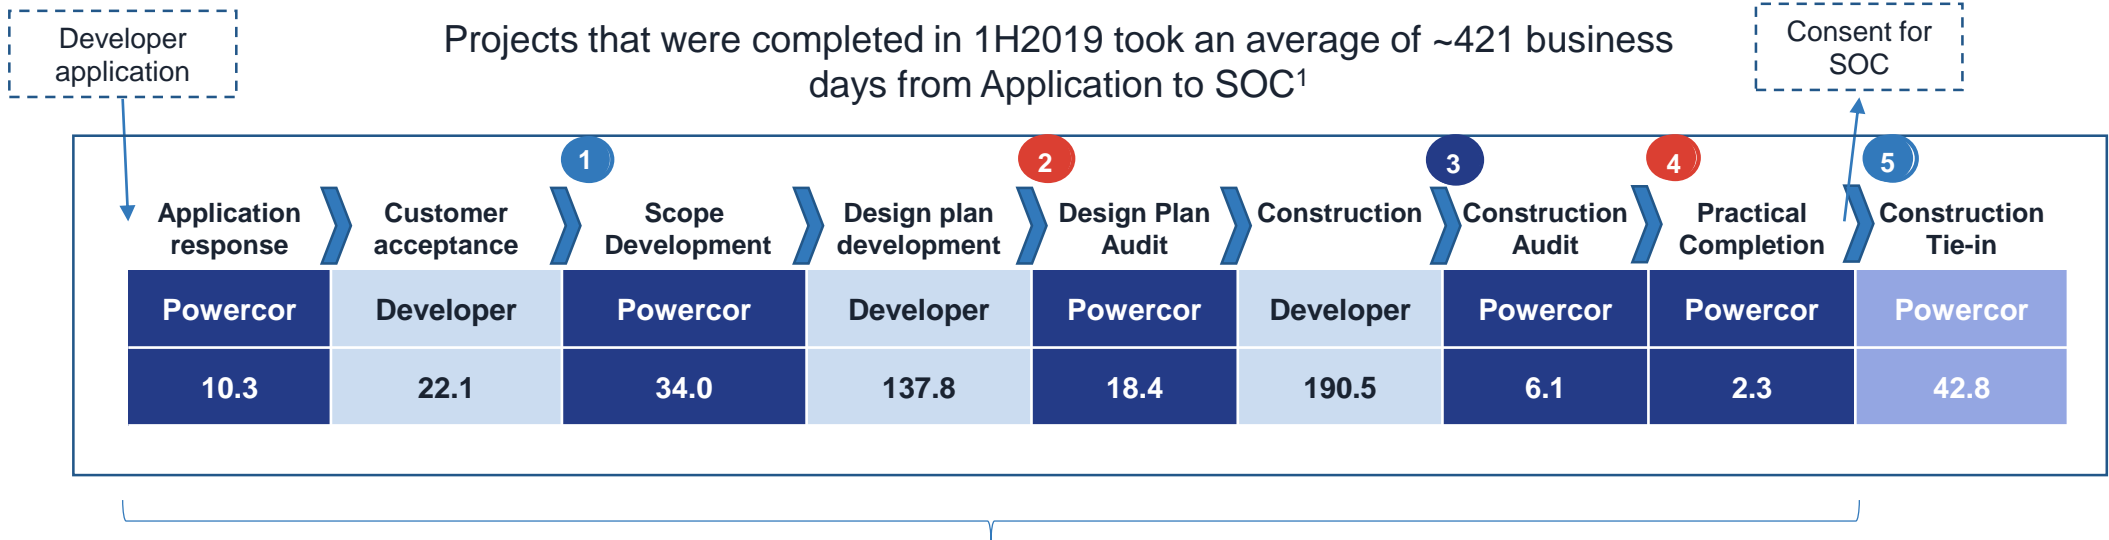 Developer
application
Projects that were completed in 1H2019 took an average of ~421 business
days from Application to SOC¹
Consent for
SOC
1
2
3
4
5
Application
response
Customer
acceptance
Scope
Development
Design plan
development
Design Plan
Audit
Construction
Construction
Audit
Practical
Completion
Construction
Tie-in
Powercor
Developer
Powercor
Developer
Powercor
Developer
Powercor
Powercor
Powercor
10.3
22.1
34.0
137.8
18.4
190.5
6.1
2.3
42.8